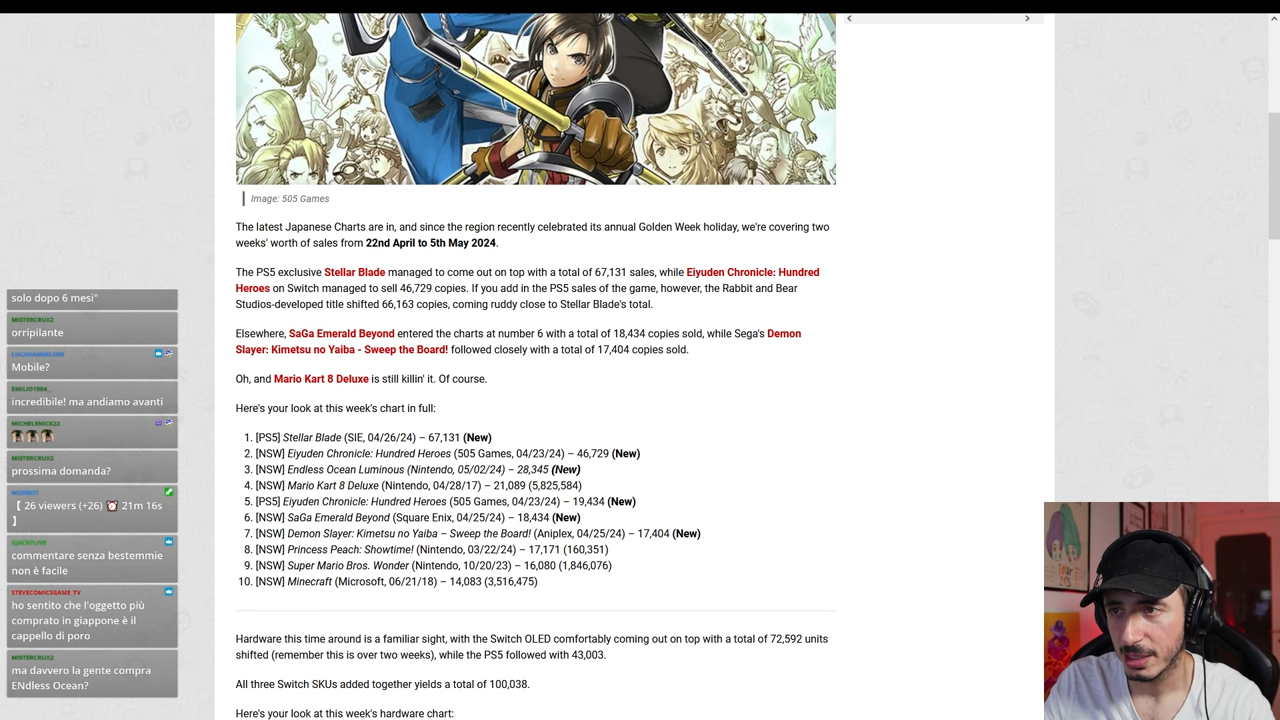 Image: 505 Games
The latest Japanese Charts are in, and since the region recently celebrated its annual Golden Week holiday, we're covering two
weeks' worth of sales from 22nd April to 5th May 2024.
The PS5 exclusive Stellar Blade managed to come out on top with a total of 67,131 sales, while Eiyuden Chronicle: Hundred
Heroes on Switch managed to sell 46,729 copies. If you add in the PS5 sales of the game, however, the Rabbit and Bear
Studios-developed title shifted 66,163 copies, coming ruddy close to Stellar Blade's total.
Elsewhere, SaGa Emerald Beyond entered the charts at number 6 with a total of 18,434 copies sold, while Sega's Demon
Slayer: Kimetsu no Yaiba - Sweep the Board! followed closely with a total of 17,404 copies sold.
Oh, and Mario Kart 8 Deluxe is still killin' it. Of course.
Here's your look at this week's chart in full:
1. [PS5] Stellar Blade (SIE, 04/26/24) – 67,131 (New)
2. [NSW] Eiyuden Chronicle: Hundred Heroes (505 Games, 04/23/24) – 46,729 (New)
3. [NSW] Endless Ocean Luminous (Nintendo, 05/02/24) – 28,345 (New)
4. [NSW] Mario Kart 8 Deluxe (Nintendo, 04/28/17) – 21,089 (5,825,584)
5. [PS5] Eiyuden Chronicle: Hundred Heroes (505 Games, 04/23/24) – 19,434 (New)
6. [NSW] SaGa Emerald Beyond (Square Enix, 04/25/24) – 18,434 (New)
7. [NSW] Demon Slayer: Kimetsu no Yaiba – Sweep the Board! (Aniplex, 04/25/24) – 17,404 (New)
8. [NSW] Princess Peach: Showtime! (Nintendo, 03/22/24) – 17,171 (160,351)
9. [NSW] Super Mario Bros. Wonder (Nintendo, 10/20/23) – 16,080 (1,846,076)
10. [NSW] Minecraft (Microsoft, 06/21/18) – 14,083 (3,516,475)
Hardware this time around is a familiar sight, with the Switch OLED comfortably coming out on top with a total of 72,592 units
shifted (remember this is over two weeks), while the PS5 followed with 43,003.
All three Switch SKUs added together yields a total of 100,038.
Here's your look at this week's hardware chart:
solo dopo 6 mesi"
MISTERCRUX2
orripilante
Mobile?
EMILIO1804_
incredibile! ma andiamo avanti
MICHELENICK22
MISTERCRUX2
prossima domanda?
【 26 viewers (+26) ⏰ 21m 16s
】
commentare senza bestemmie
non è facile
STEVECOMICSGAME_TV
ho sentito che l'oggetto più
comprato in giappone è il
cappello di poro
MISTERCRUX2
ma davvero la gente compra
ENdless Ocean?